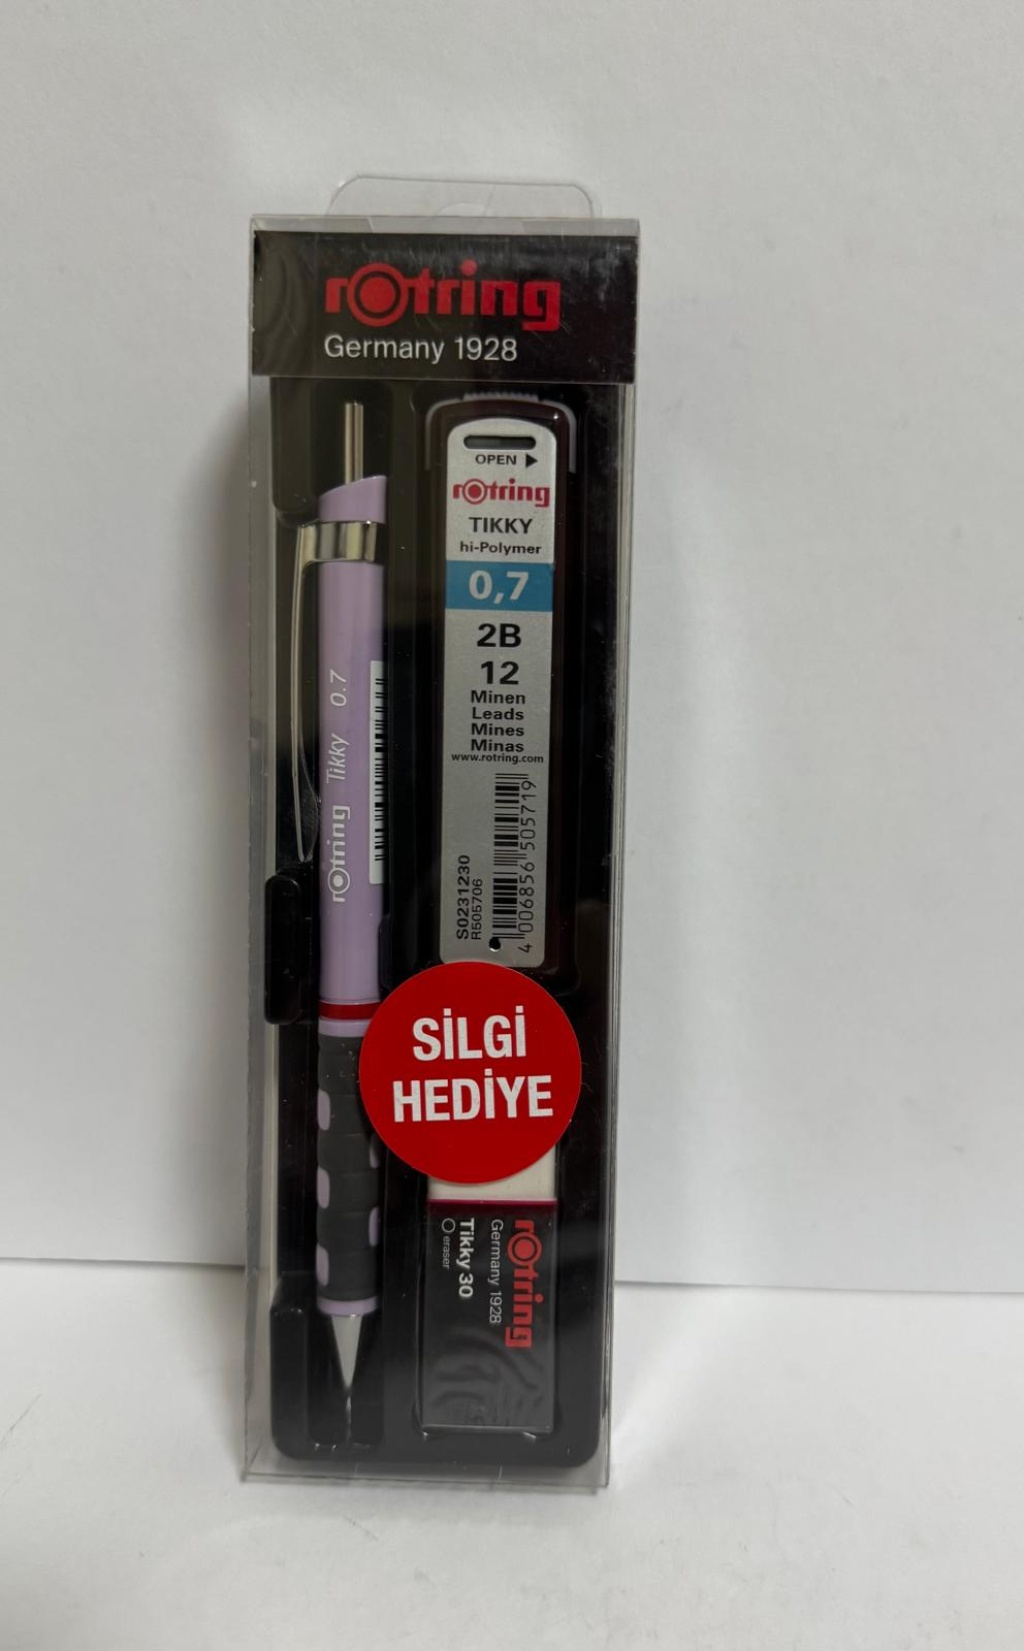 rotring
Germany 1928
OPEN
rotring
TIKKY
hi-Polymer
0,7
2B
12
Minen
Leads
Mines
Minas
www.rotring.com
S0231230
R505706
4 006856 505719
rotring Tikky 0.7
SİLGİ
HEDİYE
rotring
Germany 1928
Tikky 30
eraser